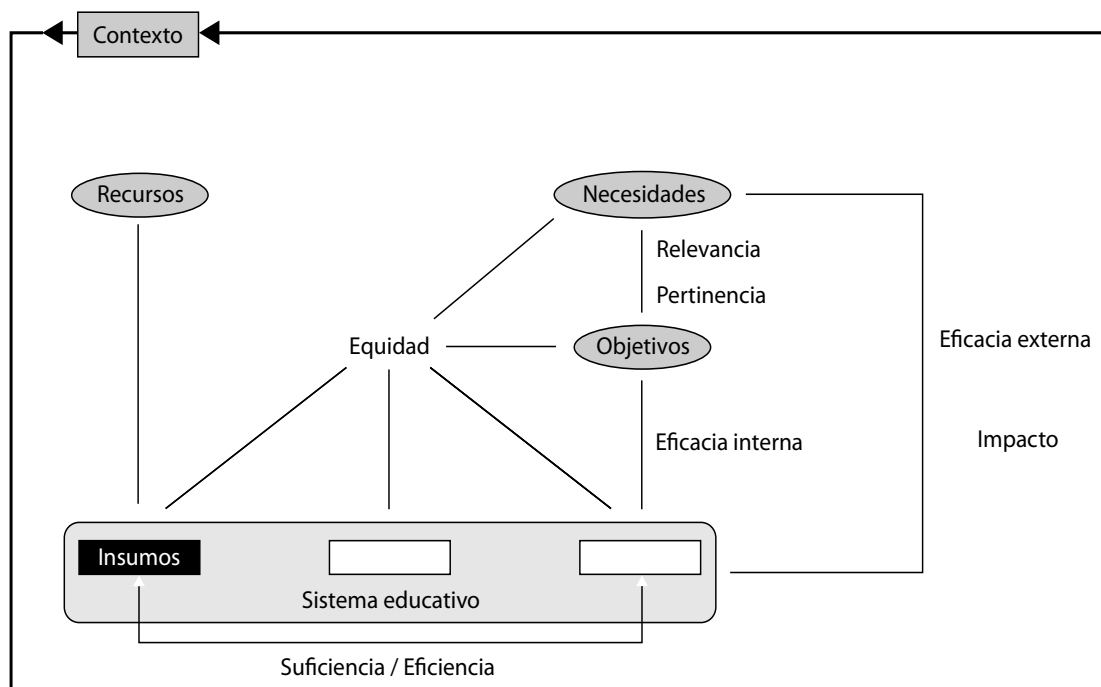 Contexto
Recursos
Necesidades
Relevancia
Pertinencia
Equidad
Objetivos
Eficacia externa
Eficacia interna
Impacto
Insumos
Sistema educativo
Suficiencia / Eficiencia